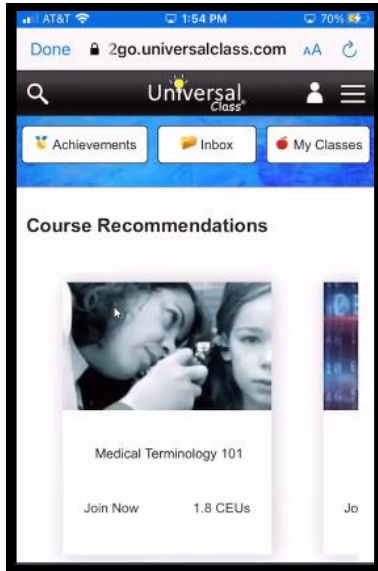 AT&T 1:54 PM 70%
Done 2go.universalclass.com AA
Universal
Class®
Achievements Inbox My Classes
Course Recommendations
Medical Terminology 101
Join Now 1.8 CEUs Jo